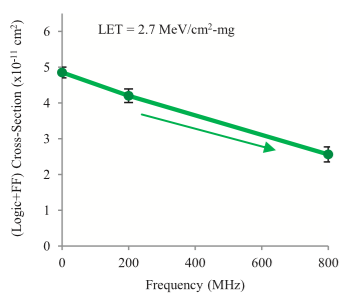 LET = 2.7 MeV/cm²-mg
(Logic+FF) Cross-Section (x10⁻¹¹ cm²)
6
5
4
3
2
1
0
0 200 400 600 800
Frequency (MHz)